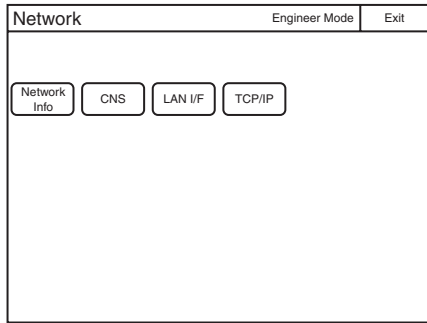 Network Engineer Mode Exit
Network
Info
CNS
LAN I/F
TCP/IP